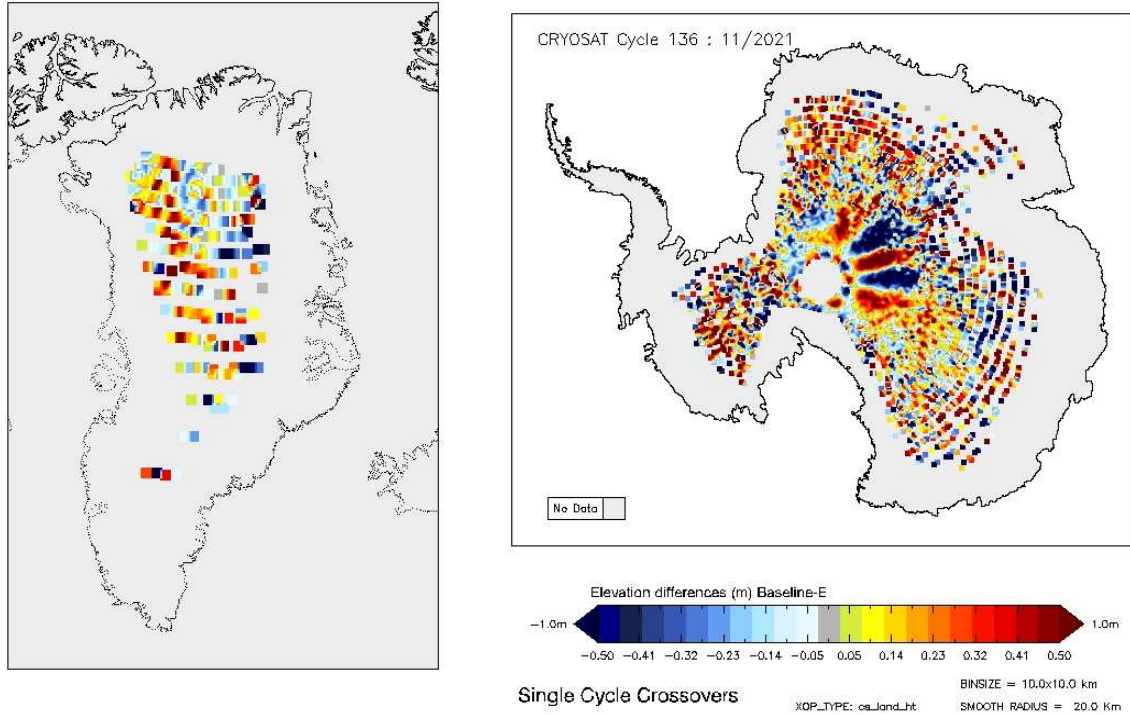 CRYOSAT Cycle 136 : 11/2021
No Data
Elevation differences (m) Baseline-E
-1.0m 1.0m
-0.50 -0.41 -0.32 -0.23 -0.14 -0.05 0.05 0.14 0.23 0.32 0.41 0.50
Single Cycle Crossovers
BINSIZE = 10.0x10.0 km
XOP_TYPE: cs_land_ht SMOOTH RADIUS = 20.0 Km